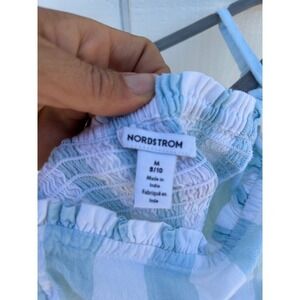 NORDSTROM
M
8/10
Made in
India
Fabriqué en
Inde